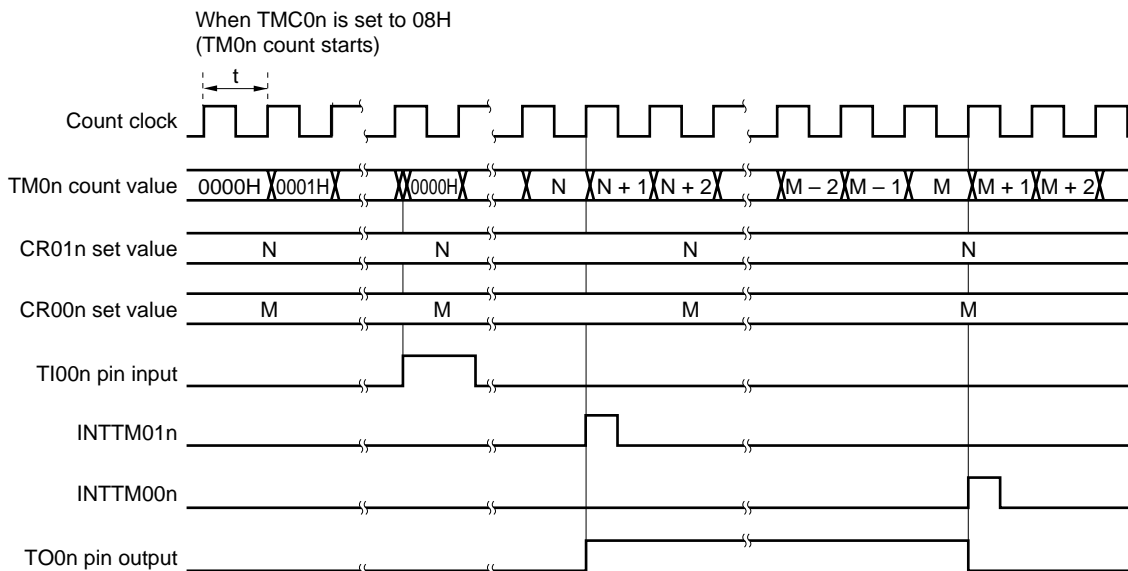 When TMC0n is set to 08H
(TM0n count starts)
t
Count clock
TM0n count value 0000H 0001H 0000H N N + 1 N + 2 M – 2 M – 1 M M + 1 M + 2
CR01n set value N N N N
CR00n set value M M M M
TI00n pin input
INTTM01n
INTTM00n
TO0n pin output